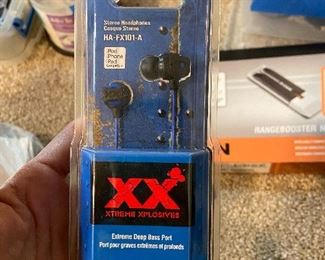 Stereo Headphones
Casque Stereo
HA-FX101-A
iPod
iPhone
iPad
XX
XTREME XPLOSIVES
Extreme Deep Bass Port
Port pour graves extrêmes et profonds
RANGEBOOSTER N